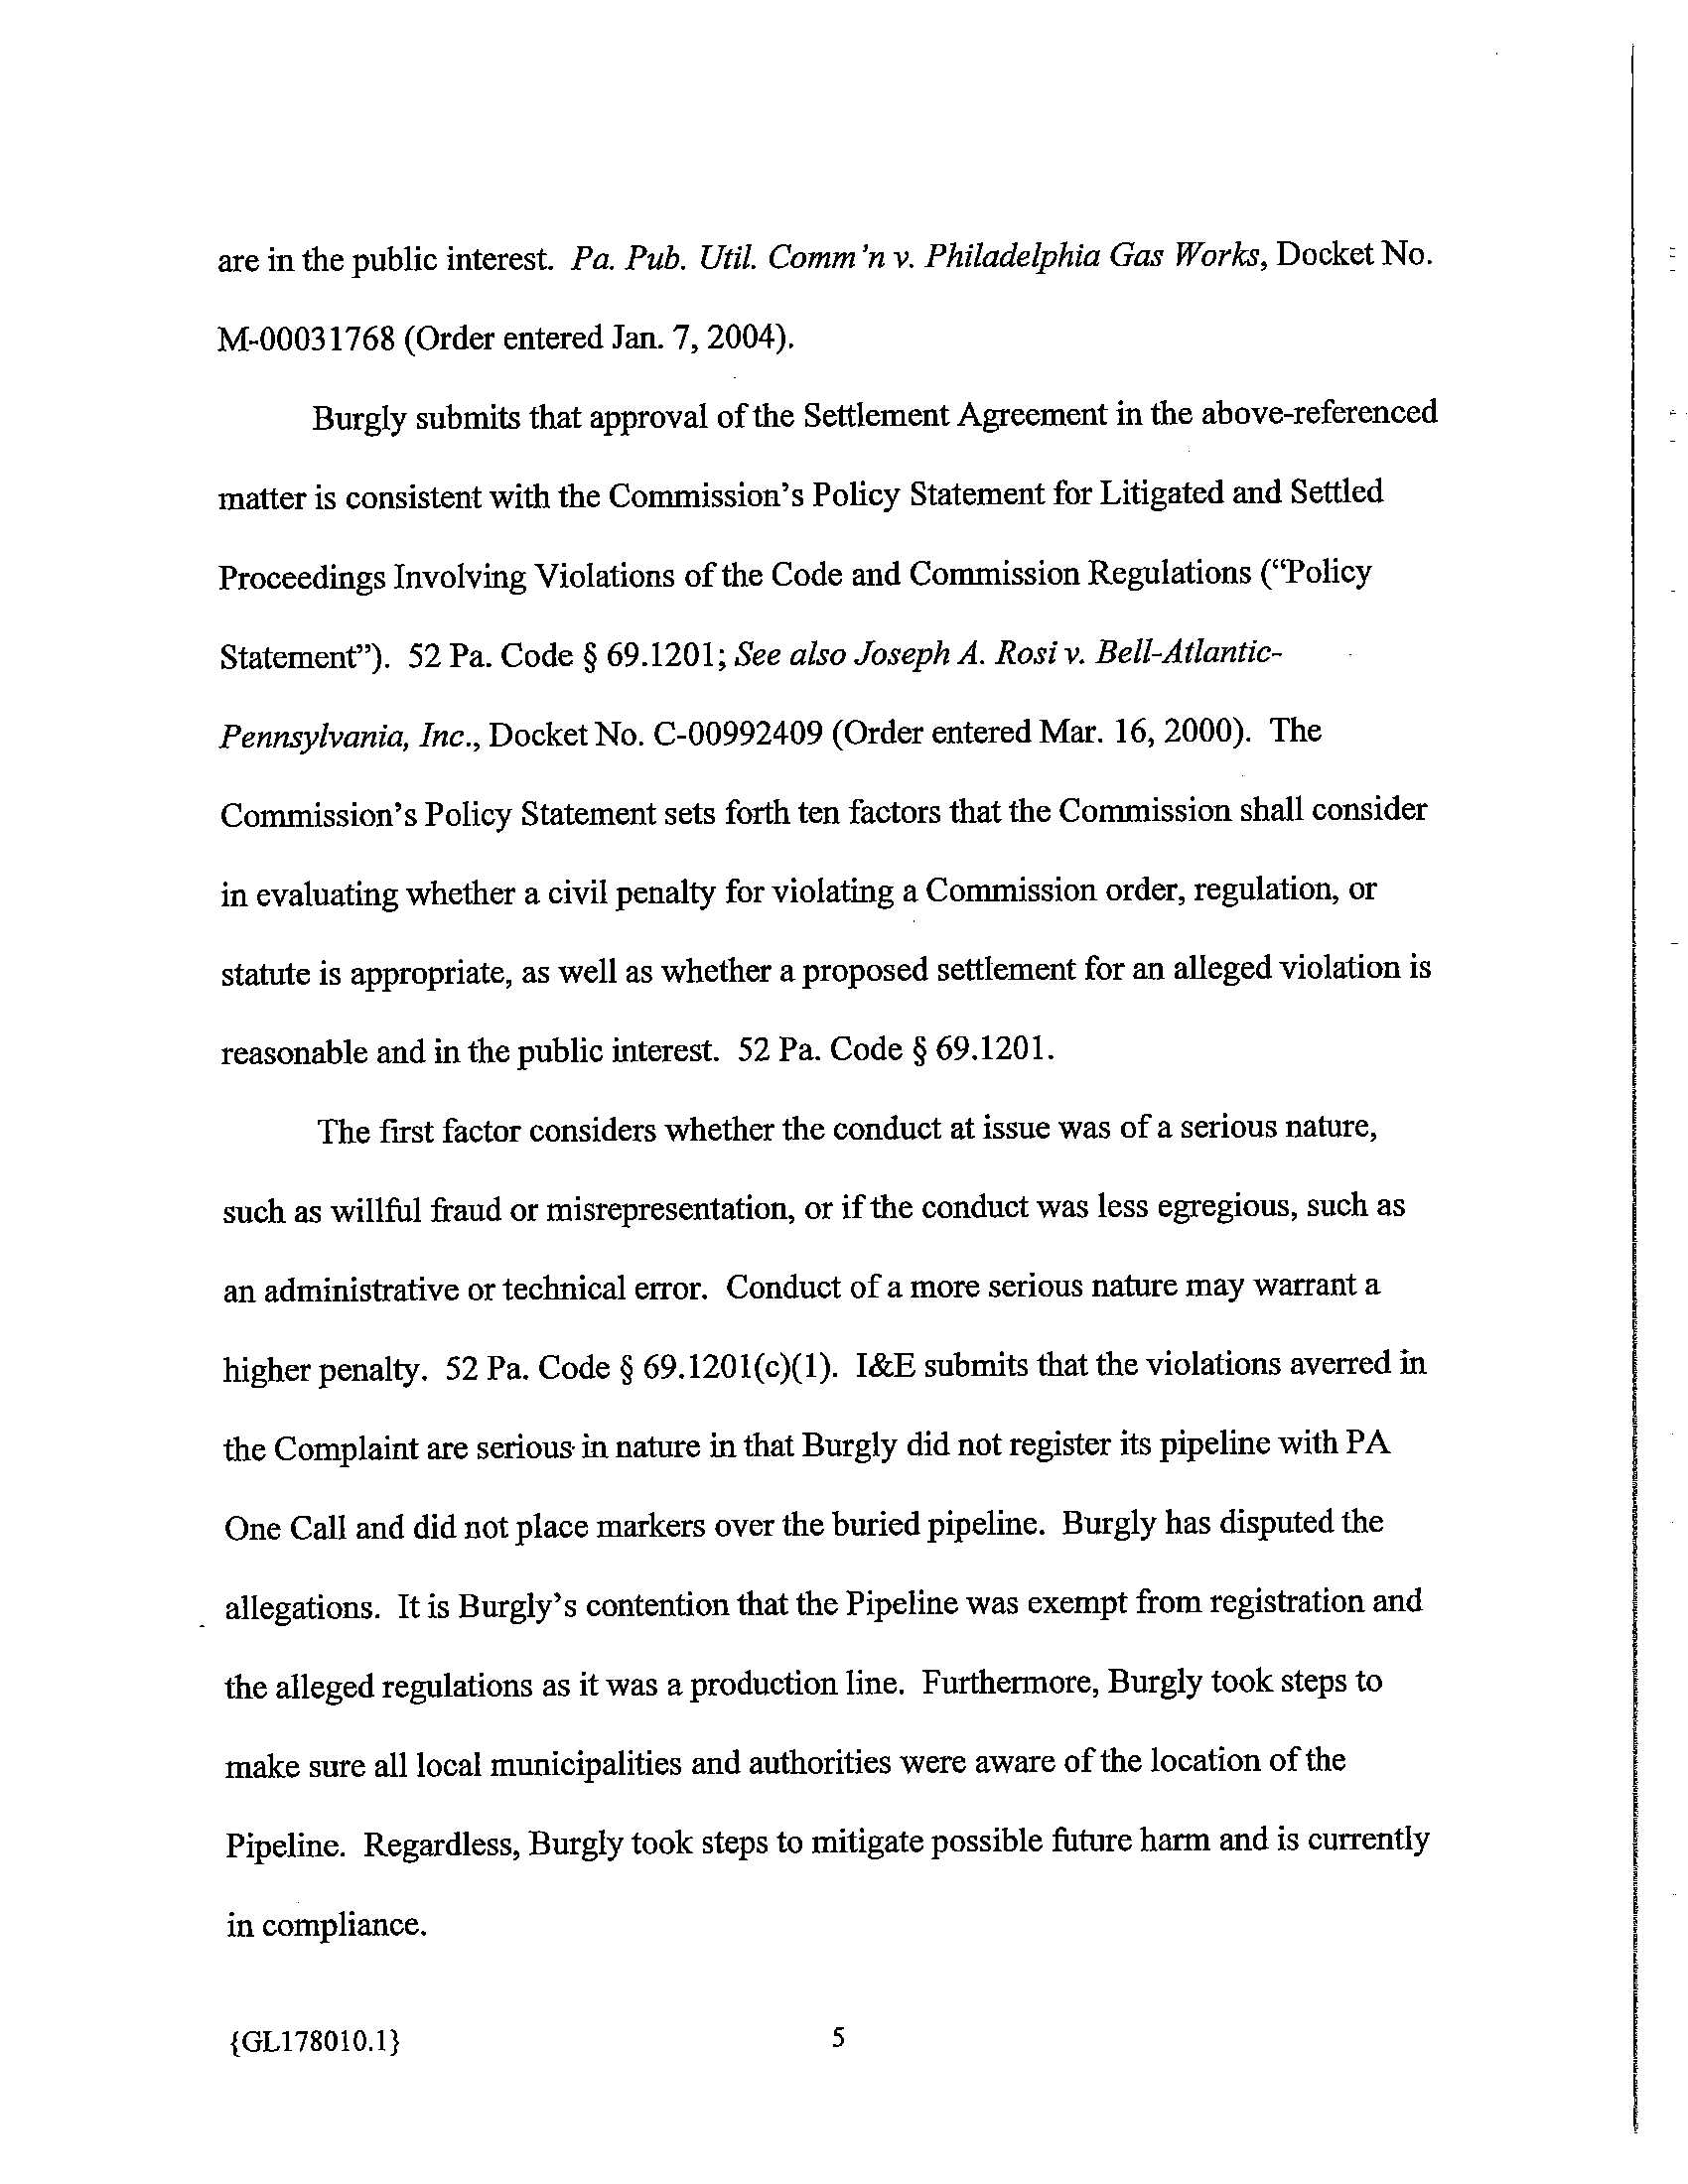 are in the public interest. Pa. Pub. Util. Comm'n v. Philadelphia Gas Works, Docket No.
M-00031768 (Order entered Jan. 7, 2004).
Burgly submits that approval of the Settlement Agreement in the above-referenced
matter is consistent with the Commission's Policy Statement for Litigated and Settled
Proceedings Involving Violations of the Code and Commission Regulations (“Policy
Statement”). 52 Pa. Code § 69.1201; See also Joseph A. Rosi v. Bell-Atlantic-
Pennsylvania, Inc., Docket No. C-00992409 (Order entered Mar. 16, 2000). The
Commission's Policy Statement sets forth ten factors that the Commission shall consider
in evaluating whether a civil penalty for violating a Commission order, regulation, or
statute is appropriate, as well as whether a proposed settlement for an alleged violation is
reasonable and in the public interest. 52 Pa. Code § 69.1201.
The first factor considers whether the conduct at issue was of a serious nature,
such as willful fraud or misrepresentation, or if the conduct was less egregious, such as
an administrative or technical error. Conduct of a more serious nature may warrant a
higher penalty. 52 Pa. Code § 69.1201(c)(1). I&E submits that the violations averred in
the Complaint are serious in nature in that Burgly did not register its pipeline with PA
One Call and did not place markers over the buried pipeline. Burgly has disputed the
allegations. It is Burgly's contention that the Pipeline was exempt from registration and
the alleged regulations as it was a production line. Furthermore, Burgly took steps to
make sure all local municipalities and authorities were aware of the location of the
Pipeline. Regardless, Burgly took steps to mitigate possible future harm and is currently
in compliance.
{GL178010.1}
5